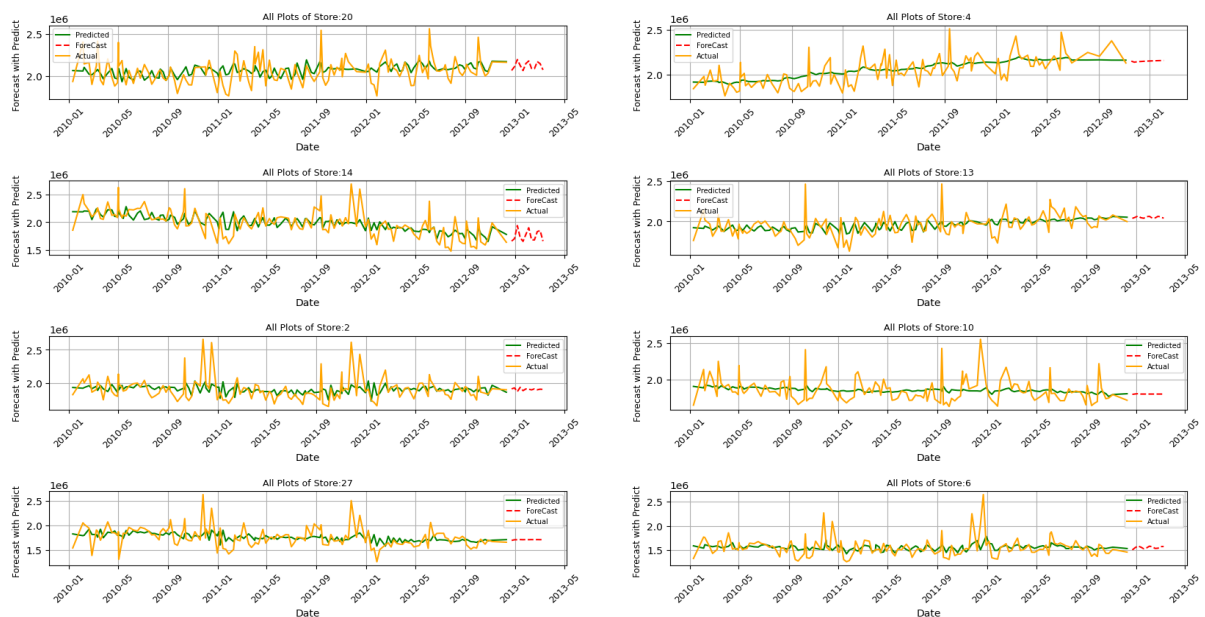 All Plots of Store:20
1e6
Forecast with Predict
2.5
2.0
Predicted
ForeCast
Actual
2010-01 2010-05 2010-09 2011-01 2011-05 2011-09 2012-01 2012-05 2012-09 2013-01 2013-05
Date
All Plots of Store:4
1e6
Forecast with Predict
2.5
2.0
Predicted
ForeCast
Actual
2010-01 2010-05 2010-09 2011-01 2011-05 2011-09 2012-01 2012-05 2012-09 2013-01
Date
All Plots of Store:14
1e6
Forecast with Predict
2.5
2.0
1.5
Predicted
ForeCast
Actual
2010-01 2010-05 2010-09 2011-01 2011-05 2011-09 2012-01 2012-05 2012-09 2013-01 2013-05
Date
All Plots of Store:13
1e6
Forecast with Predict
2.5
2.0
Predicted
ForeCast
Actual
2010-01 2010-05 2010-09 2011-01 2011-05 2011-09 2012-01 2012-05 2012-09 2013-01 2013-05
Date
All Plots of Store:2
1e6
Forecast with Predict
2.5
2.0
Predicted
ForeCast
Actual
2010-01 2010-05 2010-09 2011-01 2011-05 2011-09 2012-01 2012-05 2012-09 2013-01 2013-05
Date
All Plots of Store:10
1e6
Forecast with Predict
2.0
Predicted
ForeCast
Actual
2010-01 2010-05 2010-09 2011-01 2011-05 2011-09 2012-01 2012-05 2012-09 2013-01 2013-05
Date
All Plots of Store:27
1e6
Forecast with Predict
2.5
2.0
1.5
Predicted
ForeCast
Actual
2010-01 2010-05 2010-09 2011-01 2011-05 2011-09 2012-01 2012-05 2012-09 2013-01 2013-05
Date
All Plots of Store:6
1e6
Forecast with Predict
2.5
2.0
1.5
Predicted
ForeCast
Actual
2010-01 2010-05 2010-09 2011-01 2011-05 2011-09 2012-01 2012-05 2012-09 2013-01 2013-05
Date